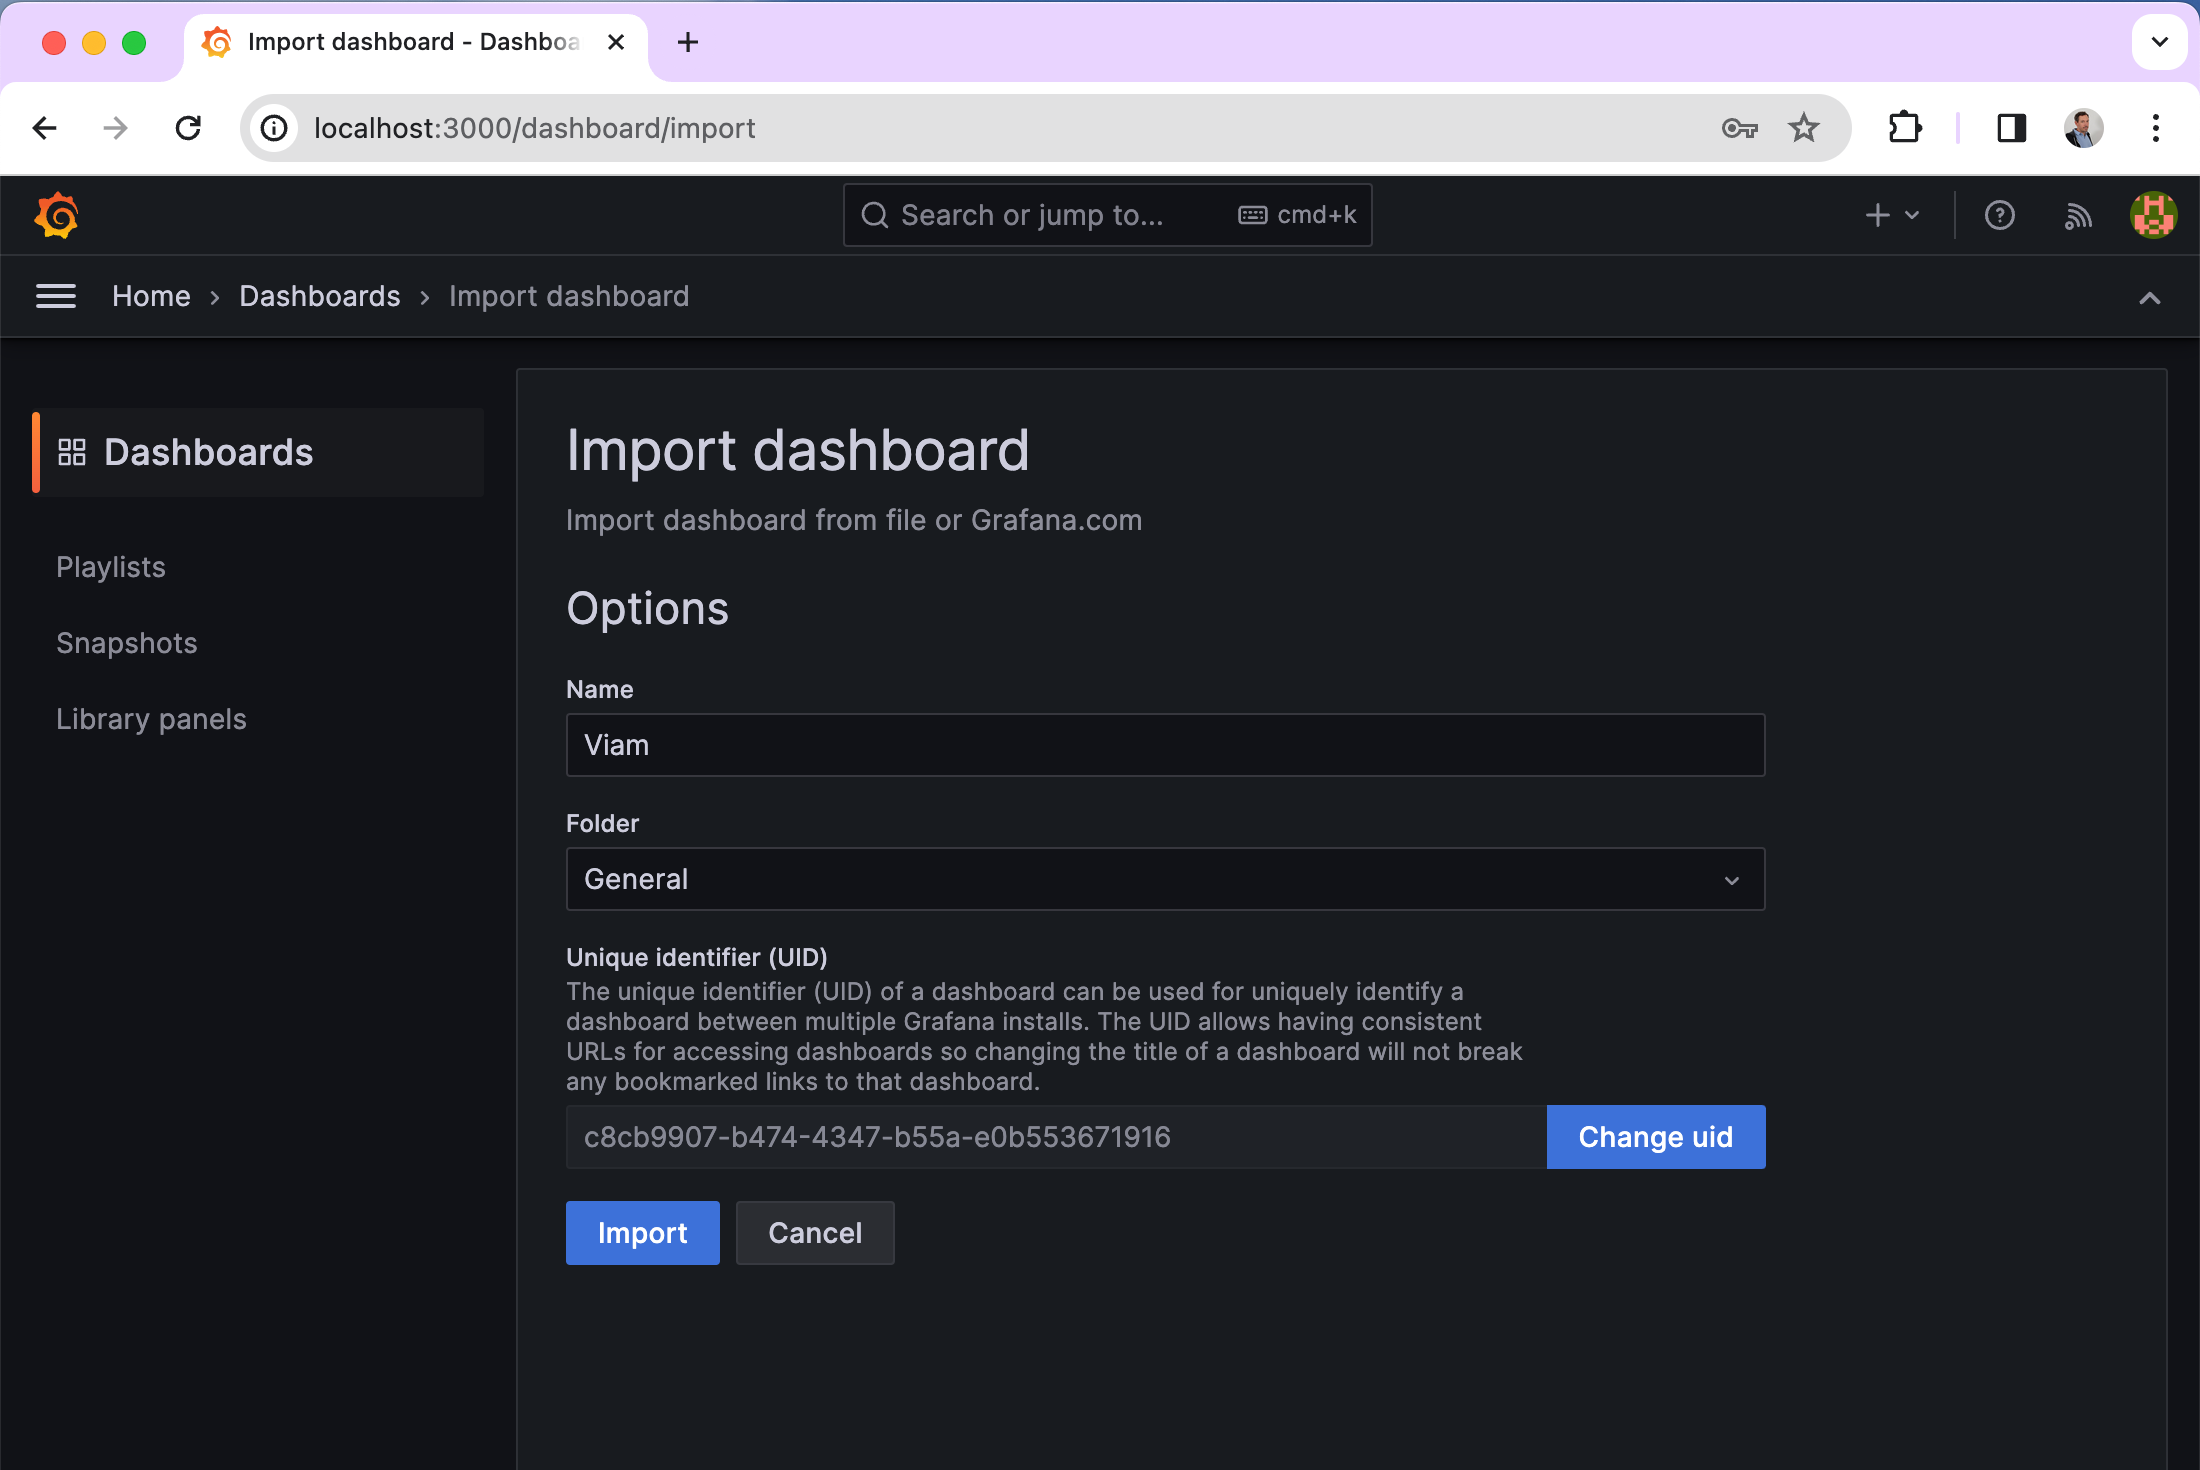 Import dashboard - Dashboa
localhost:3000/dashboard/import
Search or jump to...
cmd+k
Home › Dashboards › Import dashboard
Dashboards
Playlists
Snapshots
Library panels
Import dashboard
Import dashboard from file or Grafana.com
Options
Name
Viam
Folder
General
Unique identifier (UID)
The unique identifier (UID) of a dashboard can be used for uniquely identify a
dashboard between multiple Grafana installs. The UID allows having consistent
URLs for accessing dashboards so changing the title of a dashboard will not break
any bookmarked links to that dashboard.
c8cb9907-b474-4347-b55a-e0b553671916
Change uid
Import
Cancel